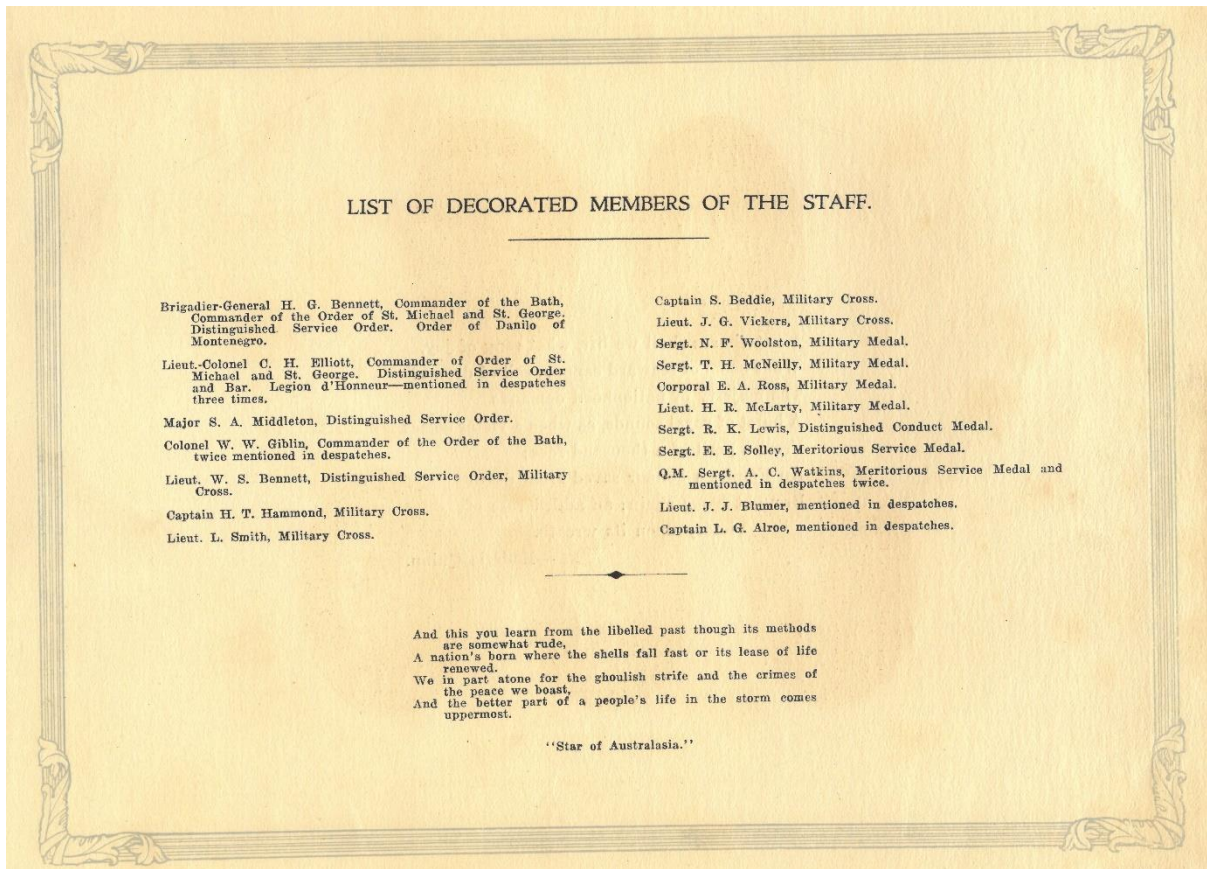 LIST OF DECORATED MEMBERS OF THE STAFF.
Brigadier-General H. G. Bennett, Commander of the Bath,
Commander of the Order of St. Michael and St. George.
Distinguished Service Order. Order of Danilo of
Montenegro.
Lieut.-Colonel C. H. Elliott, Commander of Order of St.
Michael and St. George. Distinguished Service Order
and Bar. Legion d'Honneur—mentioned in despatches
three times.
Major S. A. Middleton, Distinguished Service Order.
Colonel W. W. Giblin, Commander of the Order of the Bath,
twice mentioned in despatches.
Lieut. W. S. Bennett, Distinguished Service Order, Military
Cross.
Captain H. T. Hammond, Military Cross.
Lieut. L. Smith, Military Cross.
Captain S. Beddie, Military Cross.
Lieut. J. G. Vickers, Military Cross.
Sergt. N. F. Woolston, Military Medal.
Sergt. T. H. McNeilly, Military Medal.
Corporal E. A. Ross, Military Medal.
Lieut. H. R. McLarty, Military Medal.
Sergt. R. K. Lewis, Distinguished Conduct Medal.
Sergt. E. E. Solley, Meritorious Service Medal.
Q.M. Sergt. A. C. Watkins, Meritorious Service Medal and
mentioned in despatches twice.
Lieut. J. J. Blumer, mentioned in despatches.
Captain L. G. Alroe, mentioned in despatches.
And this you learn from the libelled past though its methods
are somewhat rude,
A nation's born where the shells fall fast or its lease of life
renewed.
We in part atone for the ghoulish strife and the crimes of
the peace we boast,
And the better part of a people's life in the storm comes
uppermost.
"Star of Australasia."